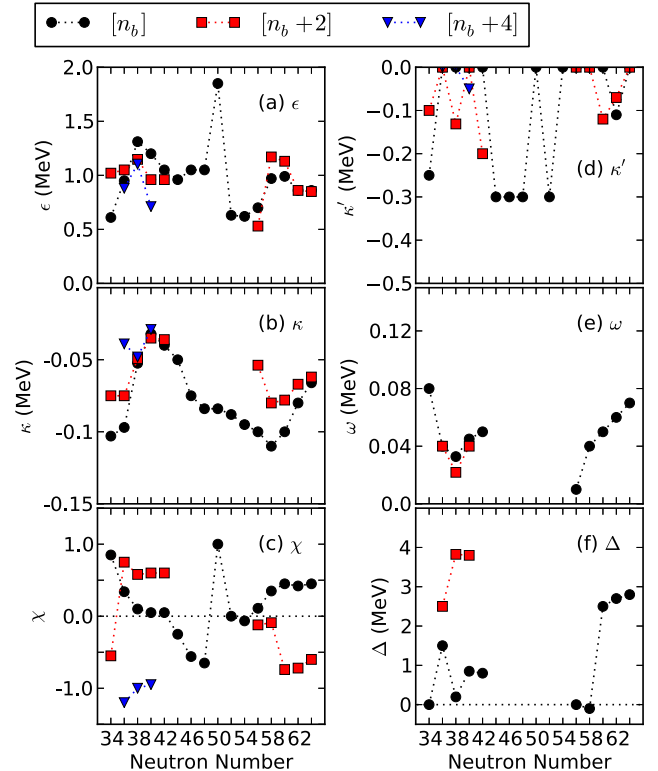 [n_b] [n_b+2] [n_b+4]
2.0
1.5
1.0
0.5
0.0
ϵ (MeV)
(a) ϵ
0.0
−0.1
−0.2
−0.3
−0.4
−0.5
κ′ (MeV)
(d) κ′
-0.05
-0.1
-0.15
κ (MeV)
(b) κ
0.12
0.08
0.04
0.0
ω (MeV)
(e) ω
1.0
0.0
-1.0
χ
(c) χ
34 38 42 46 50 54 58 62
Neutron Number
4
3
2
1
0
Δ (MeV)
(f) Δ
34 38 42 46 50 54 58 62
Neutron Number